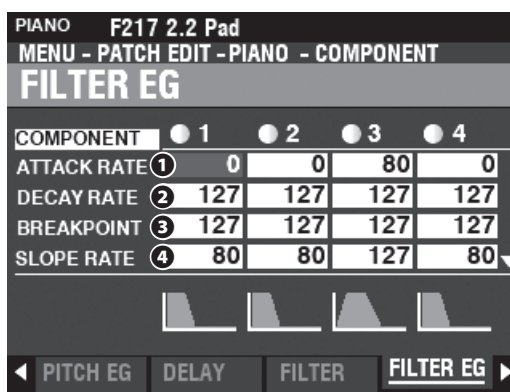 PIANO F217 2.2 Pad
MENU - PATCH EDIT - PIANO - COMPONENT
FILTER EG
COMPONENT 1 2 3 4
ATTACK RATE 1 0 0 80 0
DECAY RATE 2 127 127 127 127
BREAKPOINT 3 127 127 127 127
SLOPE RATE 4 80 80 127 80
PITCH EG DELAY FILTER FILTER EG